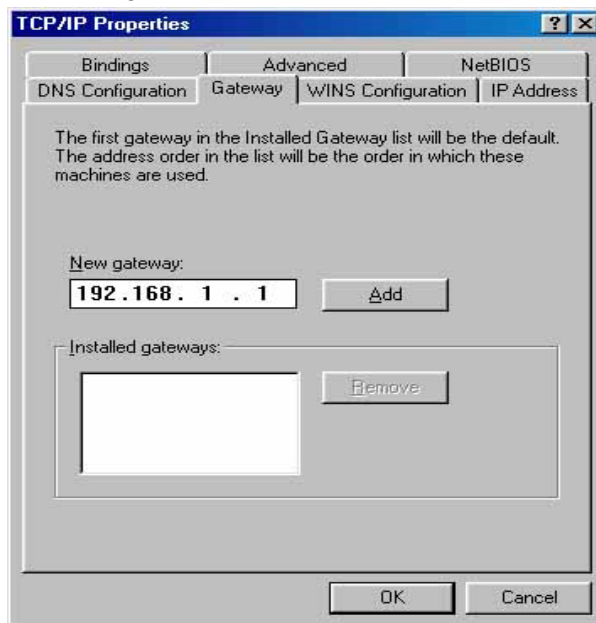 TCP/IP Properties
? ×
Bindings Advanced NetBIOS
DNS Configuration Gateway WINS Configuration IP Address
The first gateway in the Installed Gateway list will be the default.
The address order in the list will be the order in which these
machines are used.
New gateway:
192.168. 1 . 1
Add
Installed gateways:
Remove
OK Cancel